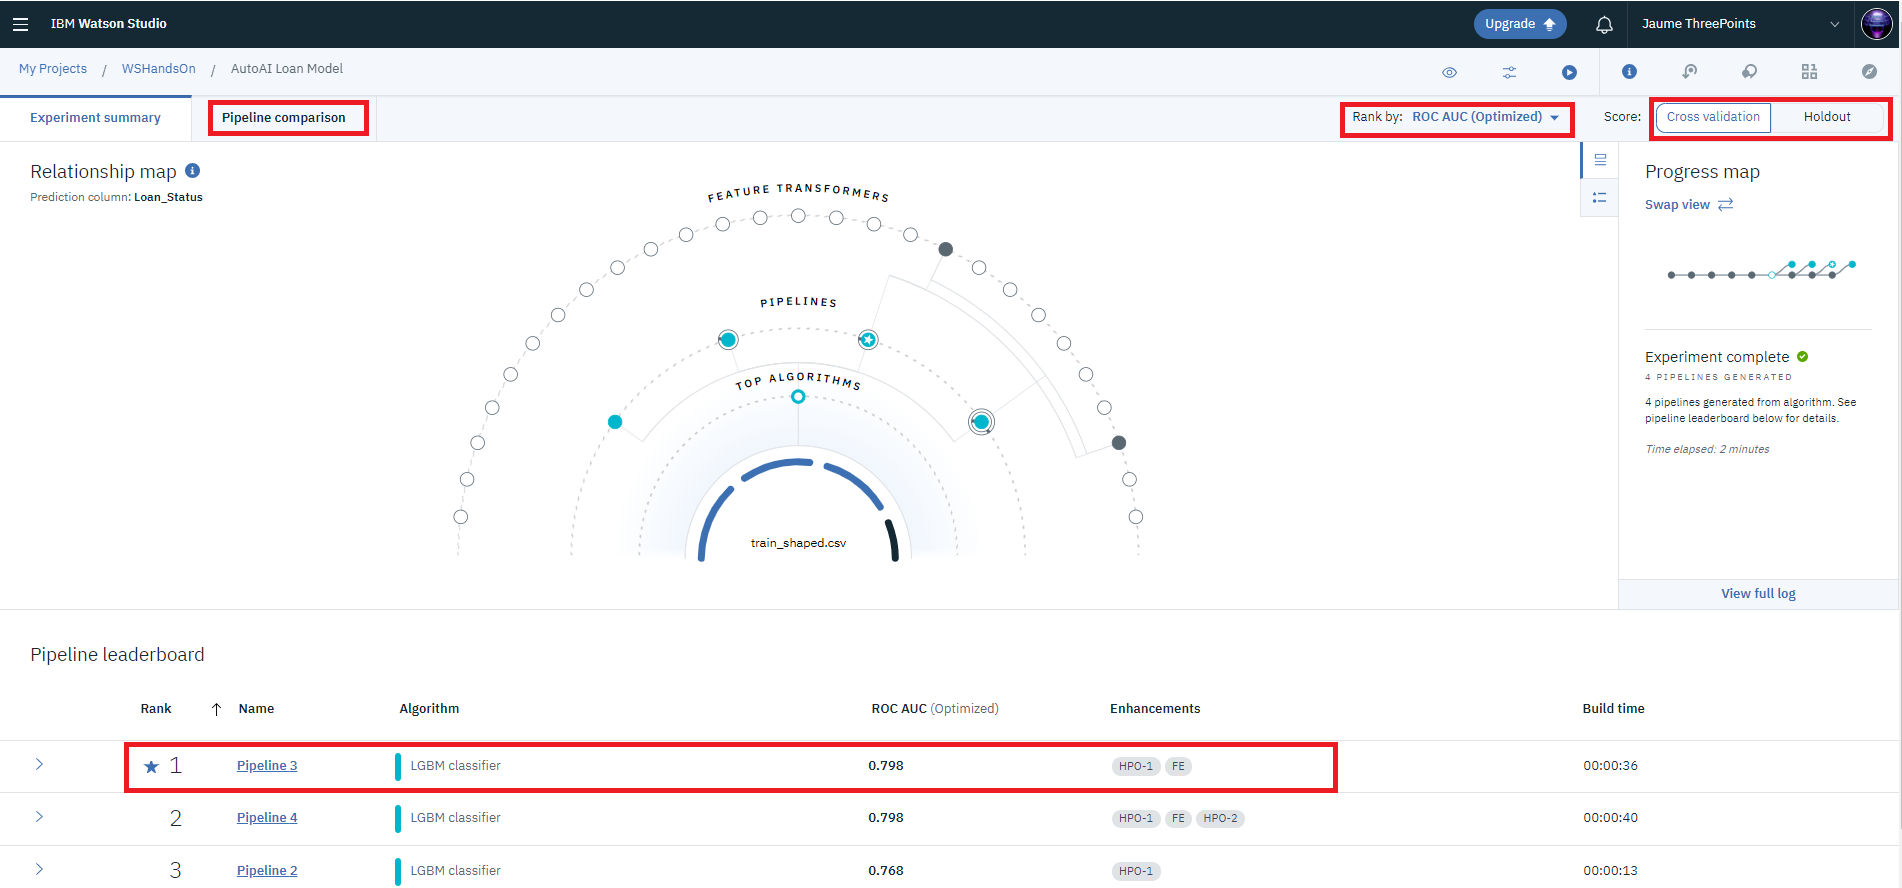 IBM Watson Studio
Upgrade
Jaume ThreePoints
My Projects / WSHandsOn / AutoAI Loan Model
Experiment summary
Pipeline comparison
Rank by: ROC AUC (Optimized)
Score: Cross validation Holdout
Relationship map
Prediction column: Loan_Status
FEATURE TRANSFORMERS
PIPELINES
TOP ALGORITHMS
train_shaped.csv
Progress map
Swap view
Experiment complete
4 PIPELINES GENERATED
4 pipelines generated from algorithm. See
pipeline leaderboard below for details.
Time elapsed: 2 minutes
View full log
Pipeline leaderboard
Rank Name Algorithm ROC AUC (Optimized) Enhancements Build time
1 Pipeline 3 LGBM classifier 0.798 HPO-1 FE 00:00:36
2 Pipeline 4 LGBM classifier 0.798 HPO-1 FE HPO-2 00:00:40
3 Pipeline 2 LGBM classifier 0.768 HPO-1 00:00:13